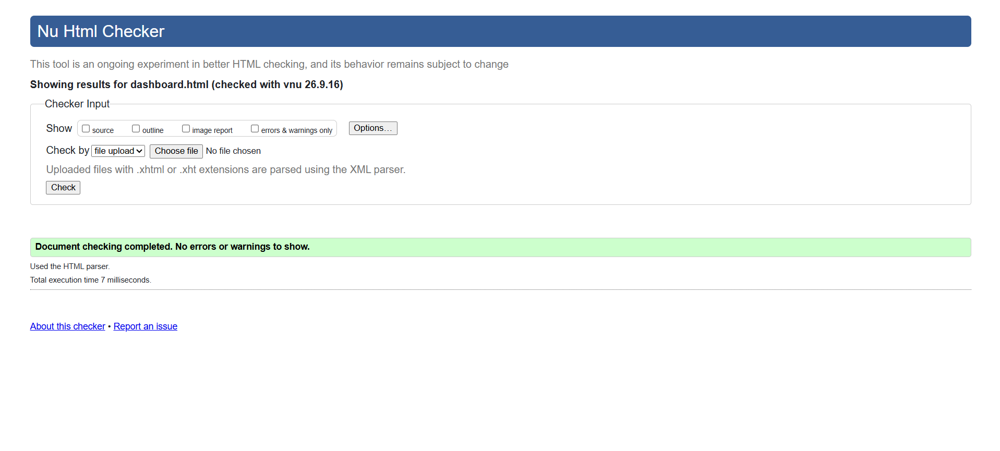 Nu Html Checker
This tool is an ongoing experiment in better HTML checking, and its behavior remains subject to change
Showing results for dashboard.html (checked with vnu 26.9.16)
Checker Input
Show source outline image report errors & warnings only Options…
Check by file upload Choose file No file chosen
Uploaded files with .xhtml or .xht extensions are parsed using the XML parser.
Check
Document checking completed. No errors or warnings to show.
Used the HTML parser.
Total execution time 7 milliseconds.
About this checker • Report an issue